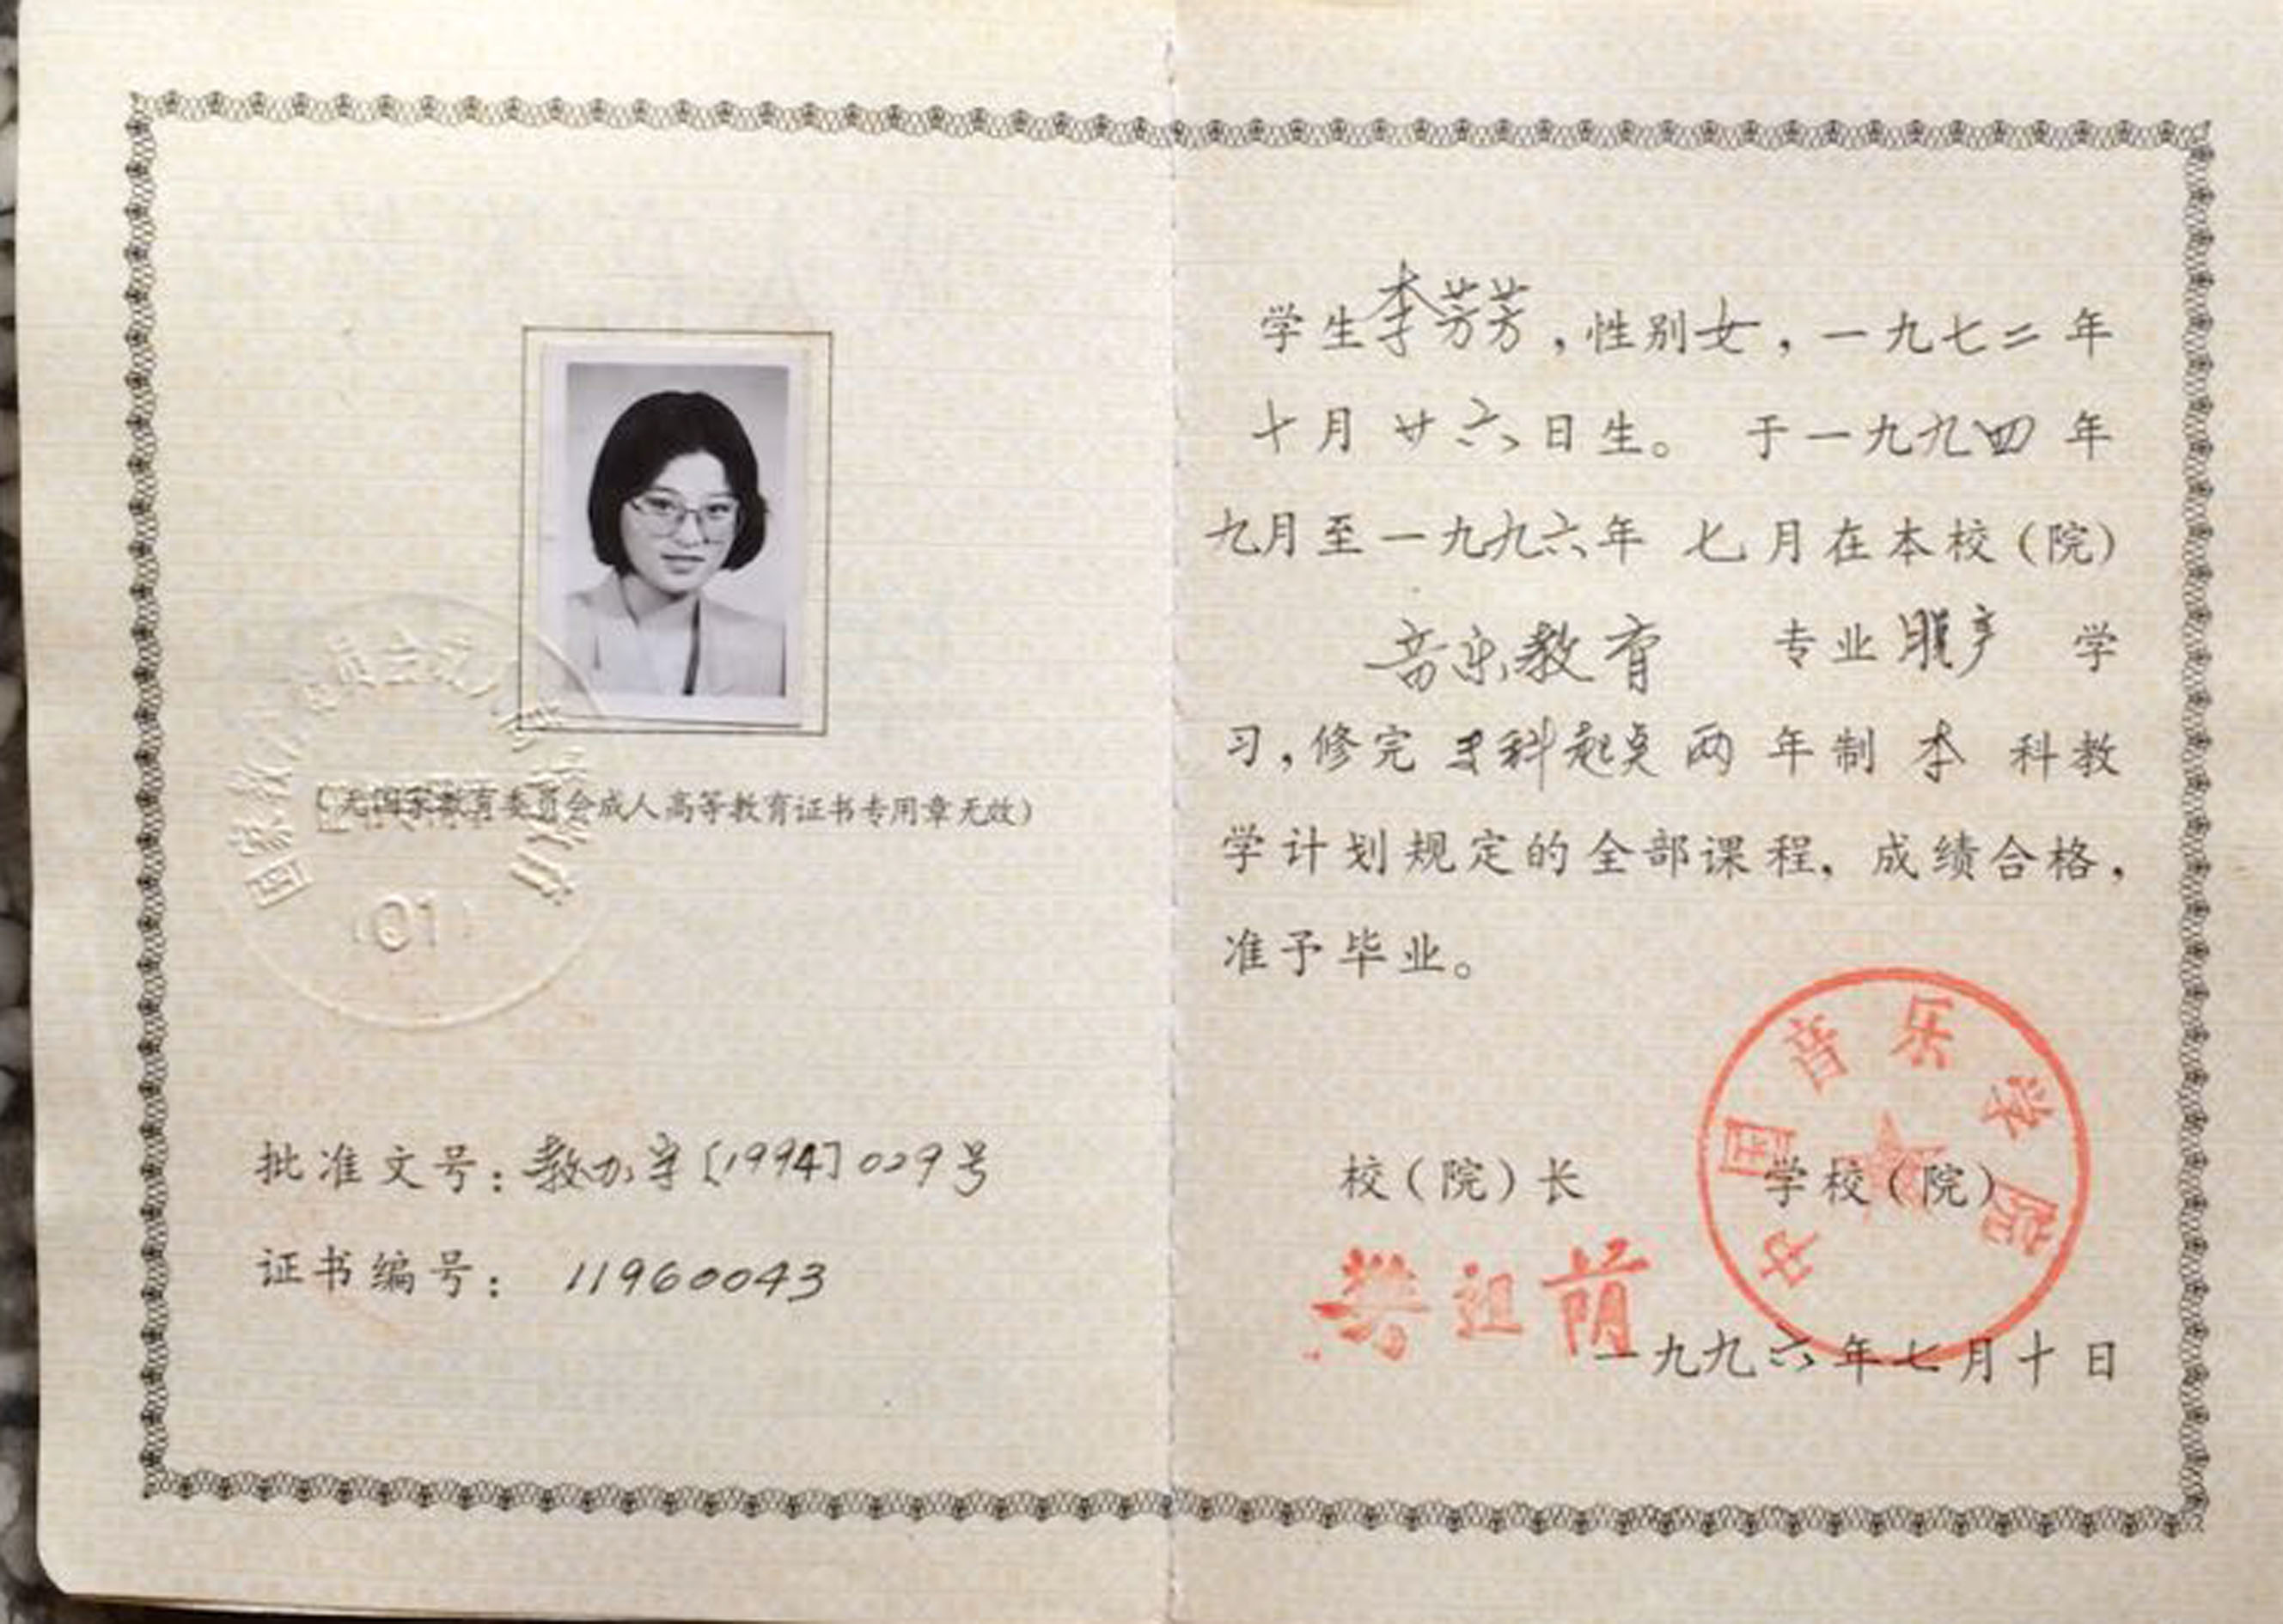 (无国家教育委员会成人高等教育证书专用章无效)
01
批准文号:教办字[1994]029号
证书编号: 11960043
学生李芳芳,性别女,一九七二年
十月廿六日生。 于一九九四年
九月至一九九六年 七月在本校(院)
音乐教育 专业脱产 学
习,修完专科起点两年制 本 科教
学计划规定的全部课程,成绩合格,
准予毕业。
中国音乐学院
校(院)长 学校(院)
樊祖荫
一九九六年七月十日